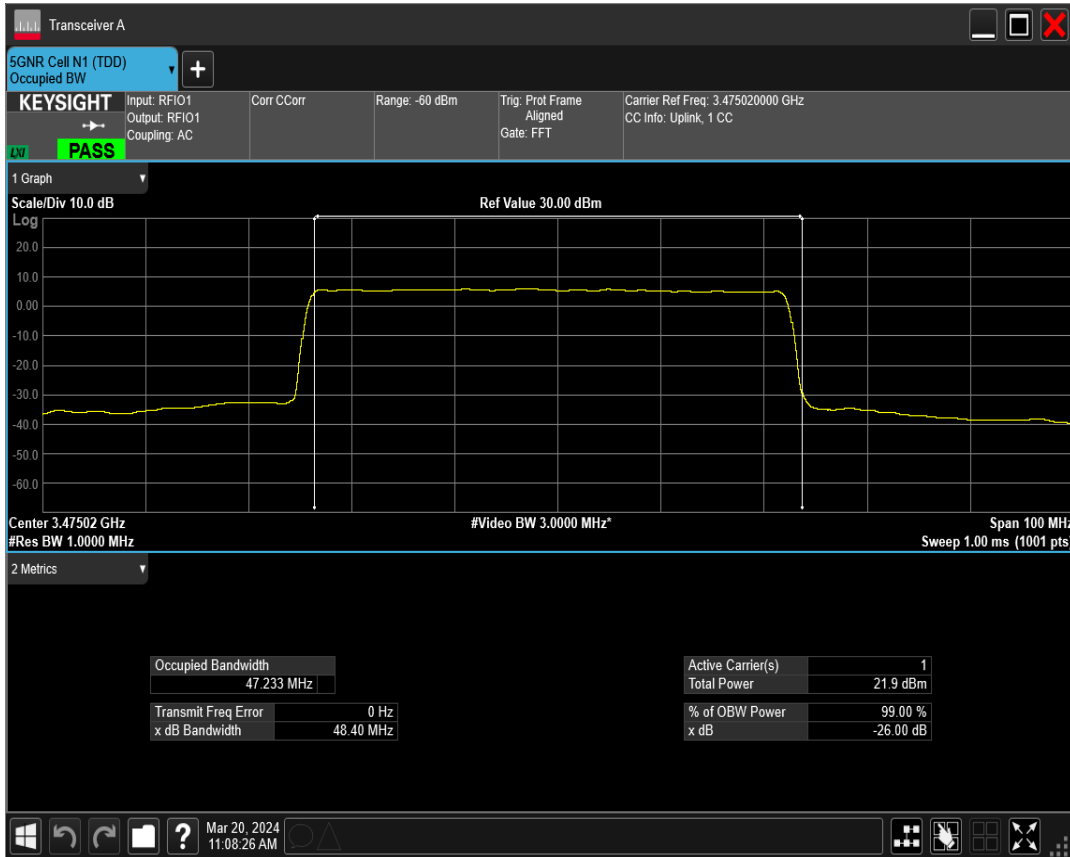 Transceiver A
5GNR Cell N1 (TDD)
Occupied BW
+
KEYSIGHT
LXI
PASS
Input: RFIO1
Output: RFIO1
Coupling: AC
Corr CCorr
Range: -60 dBm
Trig: Prot Frame
Aligned
Gate: FFT
Carrier Ref Freq: 3.475020000 GHz
CC Info: Uplink, 1 CC
1 Graph
Scale/Div 10.0 dB
Ref Value 30.00 dBm
Log
20.0
10.0
0.00
-10.0
-20.0
-30.0
-40.0
-50.0
-60.0
Center 3.47502 GHz
#Video BW 3.0000 MHz*
Span 100 MHz
#Res BW 1.0000 MHz
Sweep 1.00 ms (1001 pts)
2 Metrics
Occupied Bandwidth
47.233 MHz
Transmit Freq Error 0 Hz
x dB Bandwidth 48.40 MHz
Active Carrier(s) 1
Total Power 21.9 dBm
% of OBW Power 99.00 %
x dB -26.00 dB
?
Mar 20, 2024
11:08:26 AM